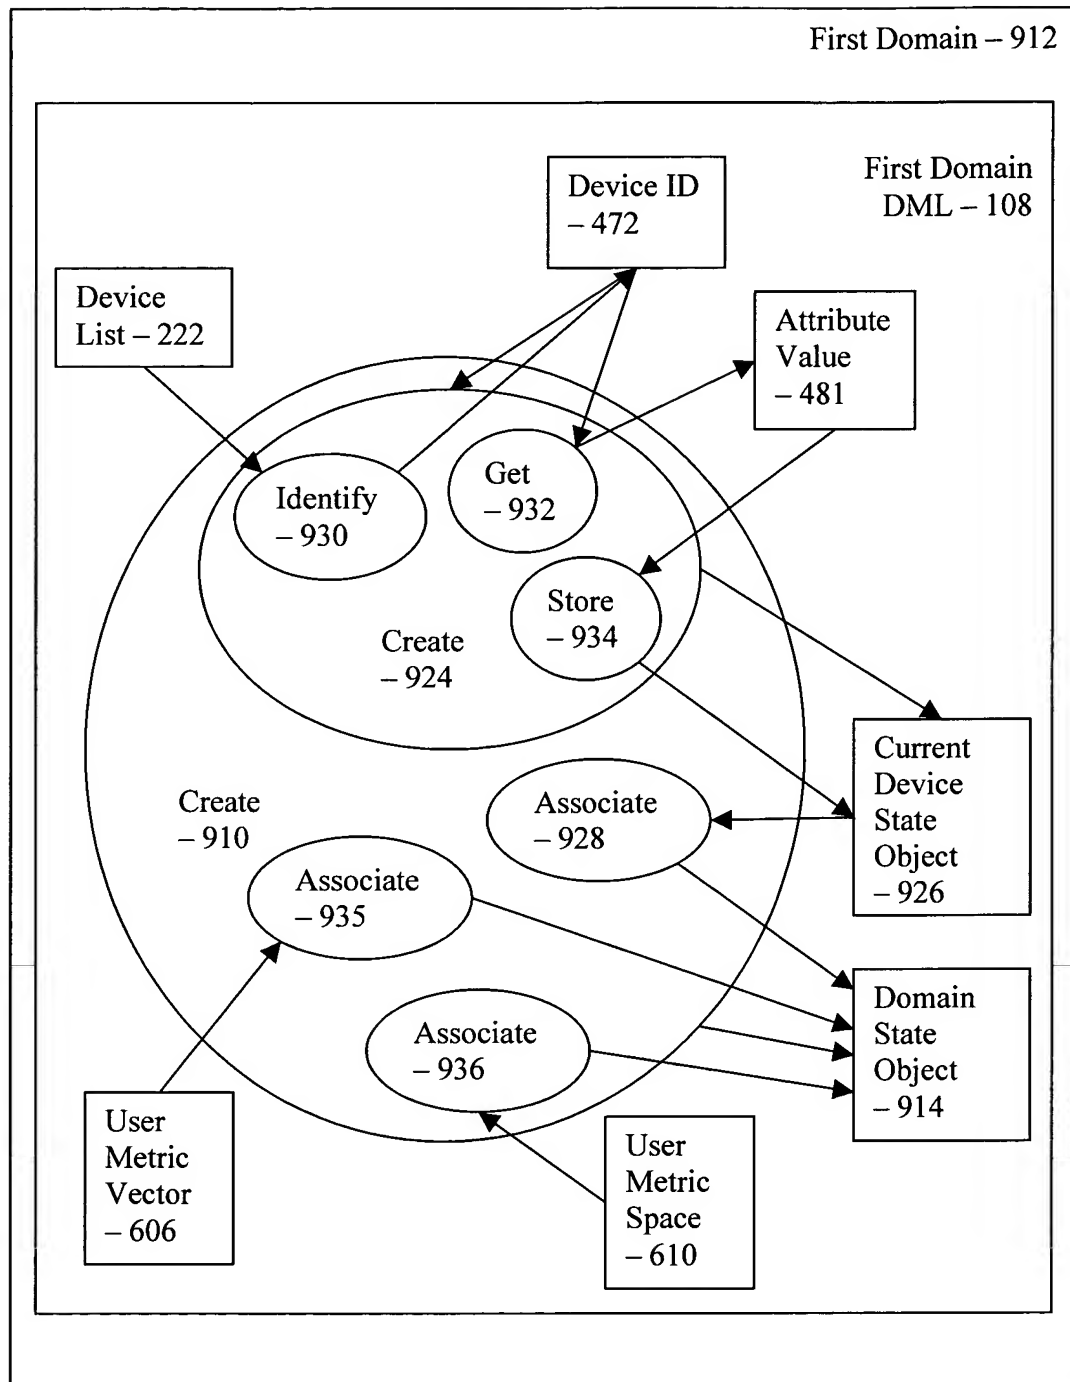 First Domain – 912
First Domain
DML – 108
Device ID
– 472
Device
List – 222
Attribute
Value
– 481
Identify
– 930
Get
– 932
Store
– 934
Create
– 924
Current
Device
State
Object
– 926
Create
– 910
Associate
– 928
Associate
– 935
Domain
State
Object
– 914
Associate
– 936
User
Metric
Vector
– 606
User
Metric
Space
– 610